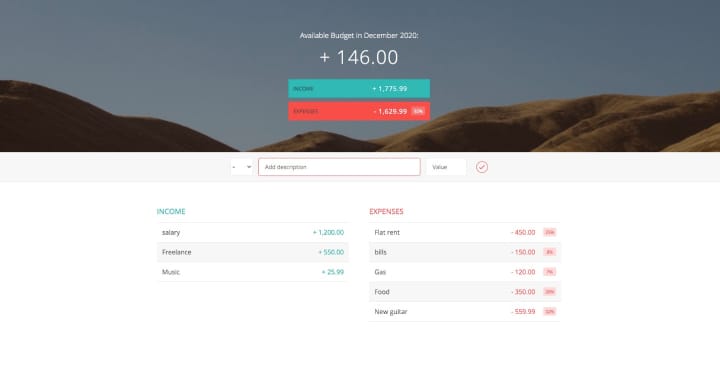 Available Budget in December 2020:
+ 146.00
INCOME + 1,775.99
EXPENSES - 1,629.99
- Add description Value
INCOME
salary + 1,200.00
Freelance + 550.00
Music + 25.99
EXPENSES
Flat rent - 450.00 25%
bills - 150.00 8%
Gas - 120.00 7%
Food - 350.00 20%
New guitar - 559.99 32%